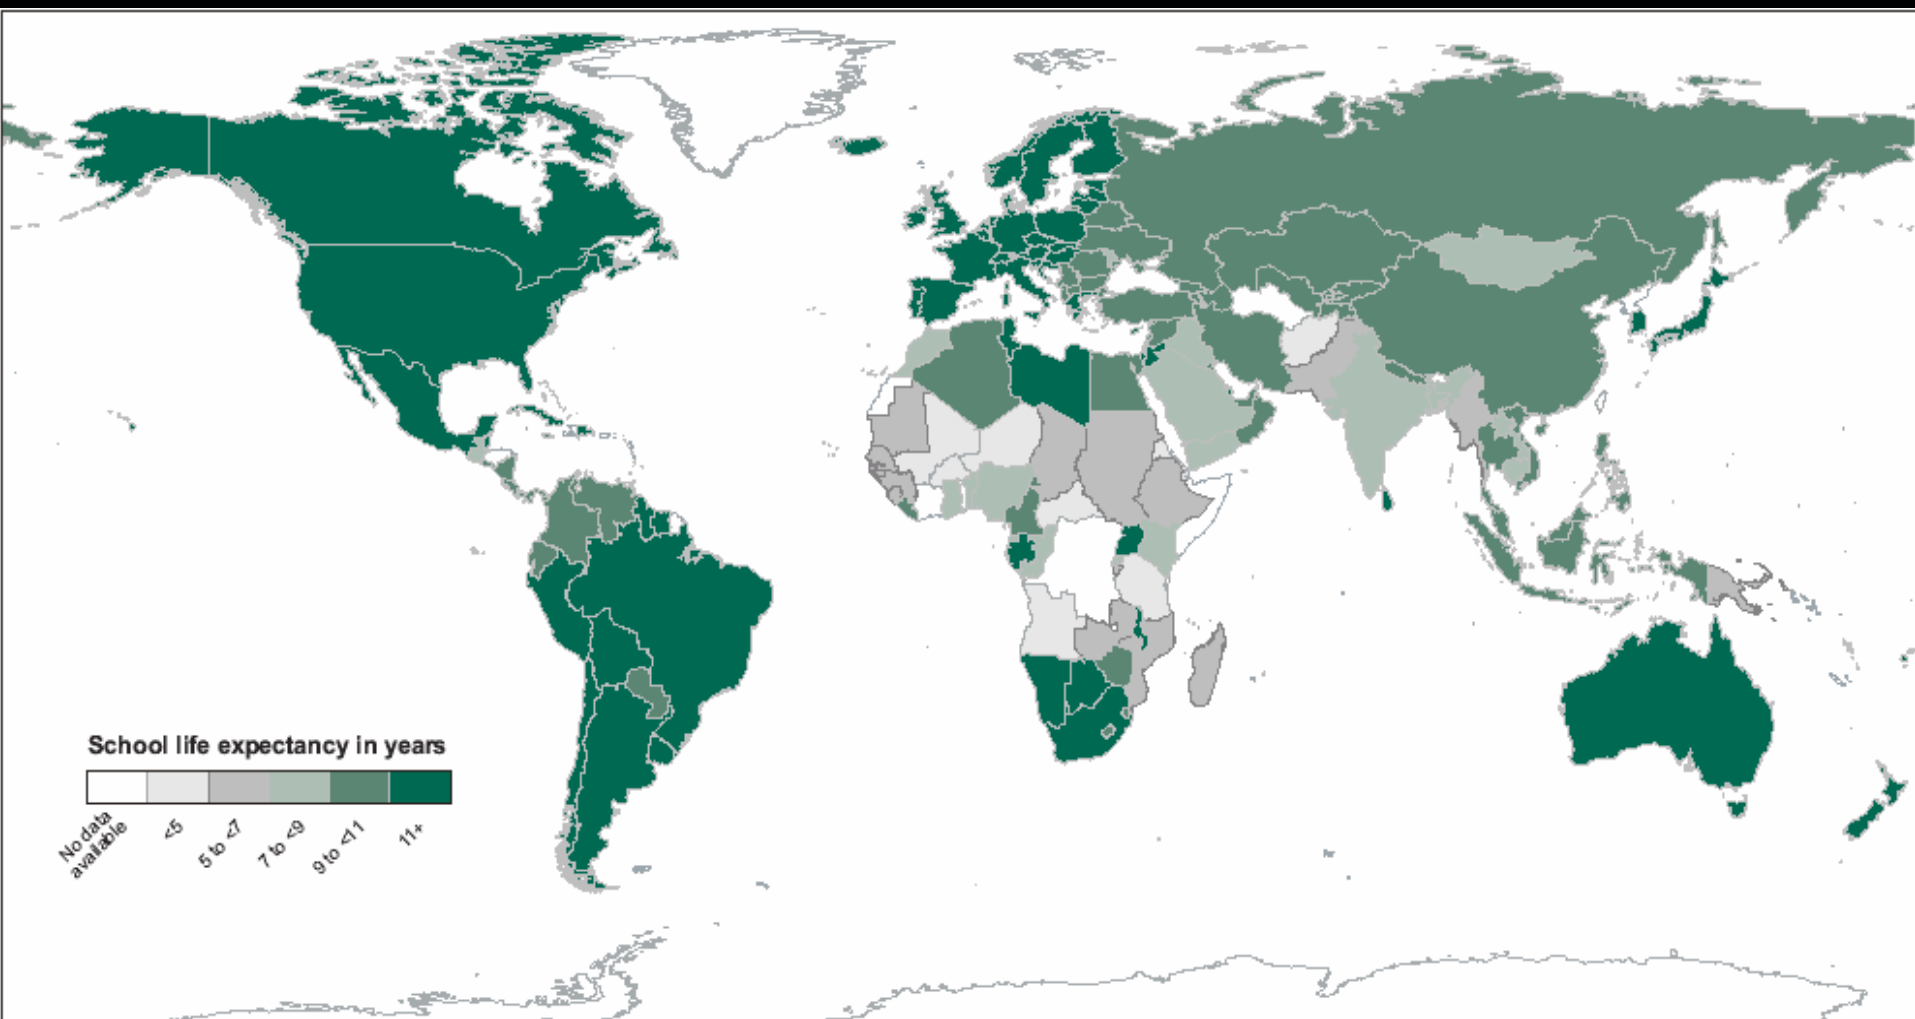 School life expectancy in years
No data
available
<5
5 to <7
7 to <9
9 to <11
11+